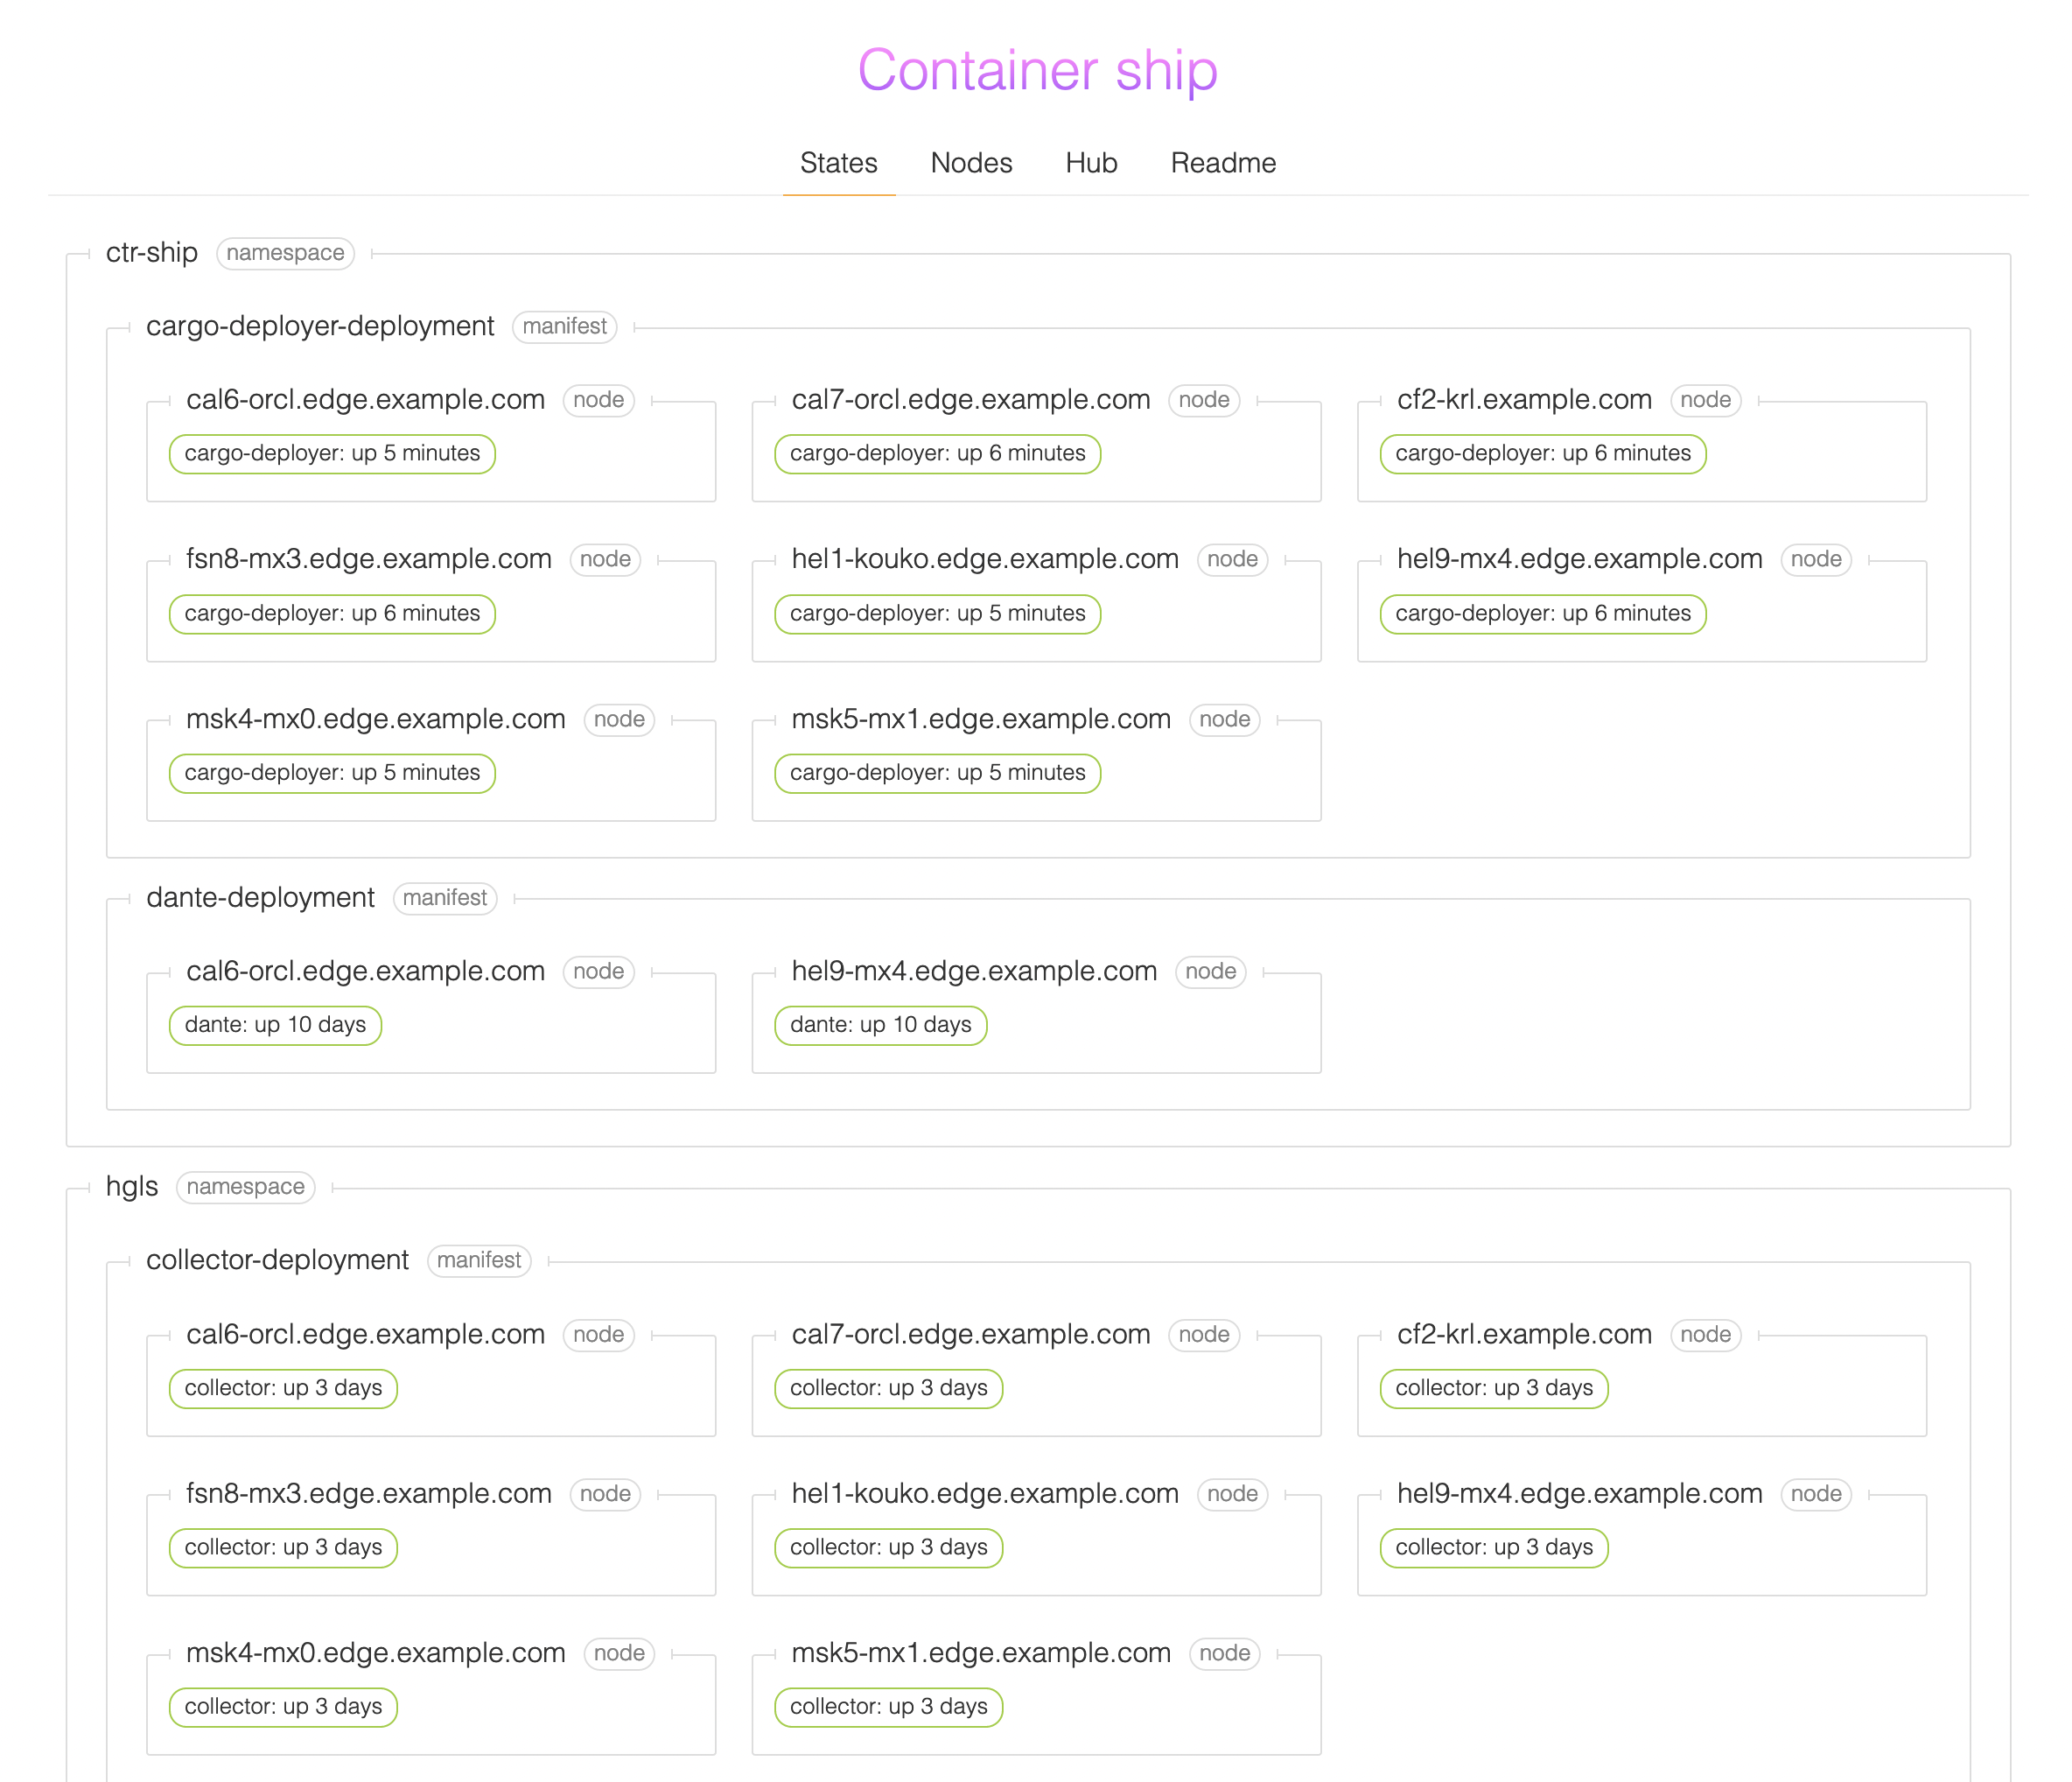 Container ship
States Nodes Hub Readme
ctr-ship namespace
cargo-deployer-deployment manifest
cal6-orcl.edge.example.com node cal7-orcl.edge.example.com node cf2-krl.example.com node
cargo-deployer: up 5 minutes cargo-deployer: up 6 minutes cargo-deployer: up 6 minutes
fsn8-mx3.edge.example.com node hel1-kouko.edge.example.com node hel9-mx4.edge.example.com node
cargo-deployer: up 6 minutes cargo-deployer: up 5 minutes cargo-deployer: up 6 minutes
msk4-mx0.edge.example.com node msk5-mx1.edge.example.com node
cargo-deployer: up 5 minutes cargo-deployer: up 5 minutes
dante-deployment manifest
cal6-orcl.edge.example.com node hel9-mx4.edge.example.com node
dante: up 10 days dante: up 10 days
hgls namespace
collector-deployment manifest
cal6-orcl.edge.example.com node cal7-orcl.edge.example.com node cf2-krl.example.com node
collector: up 3 days collector: up 3 days collector: up 3 days
fsn8-mx3.edge.example.com node hel1-kouko.edge.example.com node hel9-mx4.edge.example.com node
collector: up 3 days collector: up 3 days collector: up 3 days
msk4-mx0.edge.example.com node msk5-mx1.edge.example.com node
collector: up 3 days collector: up 3 days